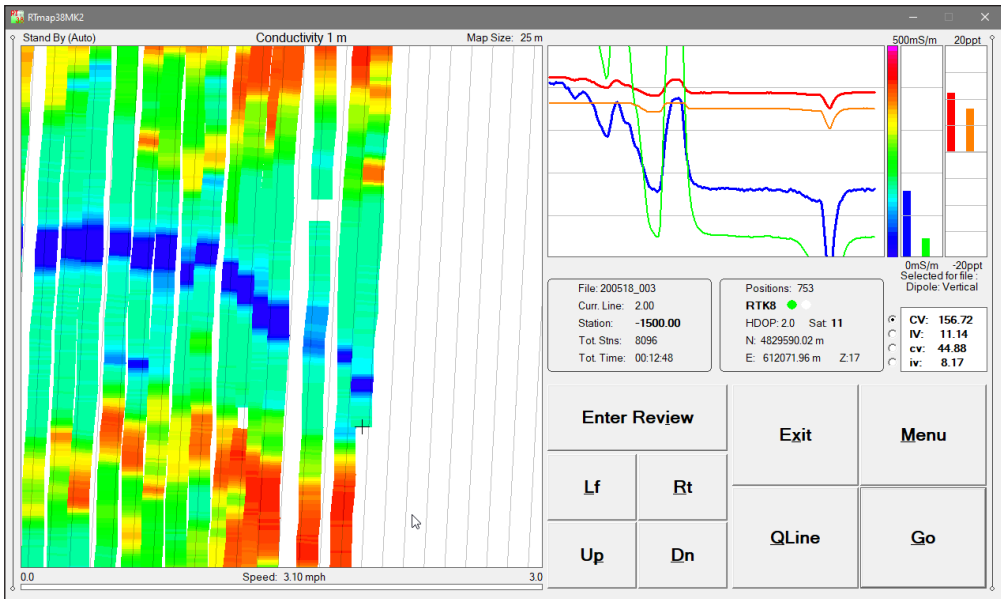 RTmap38MK2
Stand By (Auto) Conductivity 1 m Map Size: 25 m
500mS/m 20ppt
0mS/m -20ppt
Selected for file :
Dipole: Vertical
File: 200518_003
Curr. Line: 2.00
Station: -1500.00
Tot. Stns: 8096
Tot. Time: 00:12:48
Positions: 753
RTK8
HDOP: 2.0 Sat: 11
N: 4829590.02 m
E: 612071.96 m Z:17
CV: 156.72
IV: 11.14
cv: 44.88
iv: 8.17
Enter Review
Exit
Menu
Lf
Rt
Up
Dn
QLine
Go
0.0 Speed: 3.10 mph 3.0